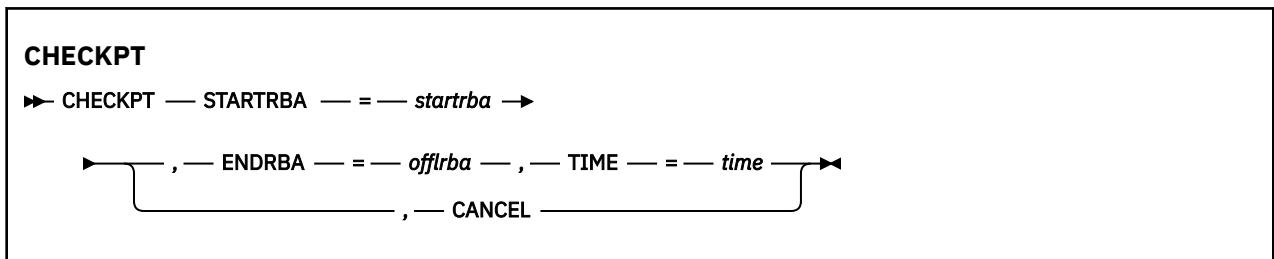 CHECKPT
CHECKPT STARTRBA = startrba
, ENDRBA = offlrba , TIME = time
, CANCEL